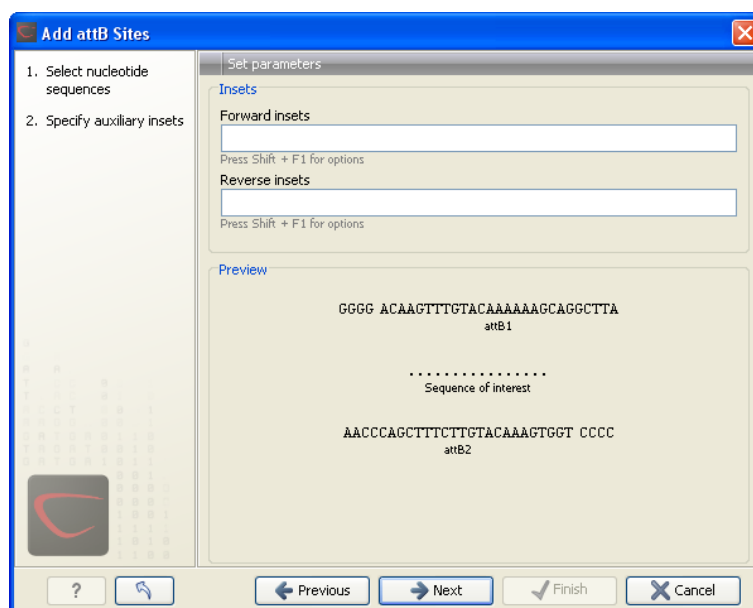 Add attB Sites
1. Select nucleotide
sequences
2. Specify auxiliary insets
Set parameters
Insets
Forward insets
Press Shift + F1 for options
Reverse insets
Press Shift + F1 for options
Preview
GGGG ACAAGTTTGTACAAAAAAGCAGGCTTA
attB1
................
Sequence of interest
AACCCAGCTTTCTTGTACAAAGTGGT CCCC
attB2
?
Previous
Next
Finish
Cancel